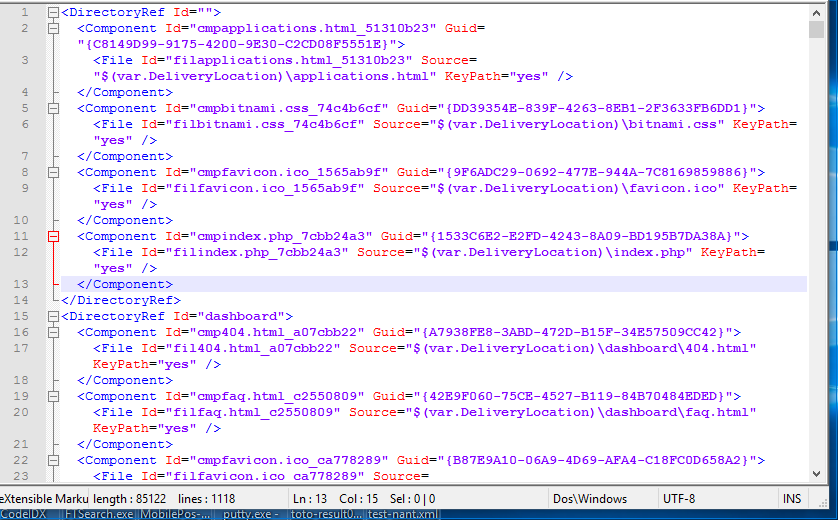 1 <DirectoryRef Id="">
2 <Component Id="cmpapplications.html_51310b23" Guid=
"{C8149D99-9175-4200-9E30-C2CD08F5551E}">
3 <File Id="filapplications.html_51310b23" Source=
"$(var.DeliveryLocation)\applications.html" KeyPath="yes" />
4 </Component>
5 <Component Id="cmpbitnami.css_74c4b6cf" Guid="{DD39354E-839F-4263-8EB1-2F3633FB6DD1}">
6 <File Id="filbitnami.css_74c4b6cf" Source="$(var.DeliveryLocation)\bitnami.css" KeyPath=
"yes" />
7 </Component>
8 <Component Id="cmpfavicon.ico_1565ab9f" Guid="{9F6ADC29-0692-477E-944A-7C8169859886}">
9 <File Id="filfavicon.ico_1565ab9f" Source="$(var.DeliveryLocation)\favicon.ico" KeyPath=
"yes" />
10 </Component>
11 <Component Id="cmpindex.php_7cbb24a3" Guid="{1533C6E2-E2FD-4243-8A09-BD195B7DA38A}">
12 <File Id="filindex.php_7cbb24a3" Source="$(var.DeliveryLocation)\index.php" KeyPath=
"yes" />
13 </Component>
14 </DirectoryRef>
15 <DirectoryRef Id="dashboard">
16 <Component Id="cmp404.html_a07cbb22" Guid="{A7938FE8-3ABD-472D-B15F-34E57509CC42}">
17 <File Id="fil404.html_a07cbb22" Source="$(var.DeliveryLocation)\dashboard\404.html"
KeyPath="yes" />
18 </Component>
19 <Component Id="cmpfaq.html_c2550809" Guid="{42E9F060-75CE-4527-B119-84B70484EDED}">
20 <File Id="filfaq.html_c2550809" Source="$(var.DeliveryLocation)\dashboard\faq.html"
KeyPath="yes" />
21 </Component>
22 <Component Id="cmpfavicon.ico_ca778289" Guid="{B87E9A10-06A9-4D69-AFA4-C18FC0D658A2}">
23 <File Id="filfavicon.ico_ca778289" Source=
eXtensible Marku length : 85122 lines : 1118 Ln : 13 Col : 15 Sel : 0 | 0 Dos\Windows UTF-8 INS
CodeIDX FTSearch.exe MobilePos-... putty.exe - toto-result0... test-nant.xml